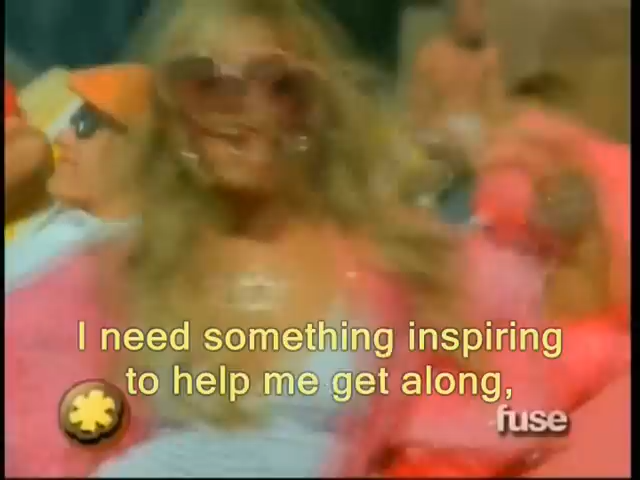 I need something inspiring
to help me get along,
fuse